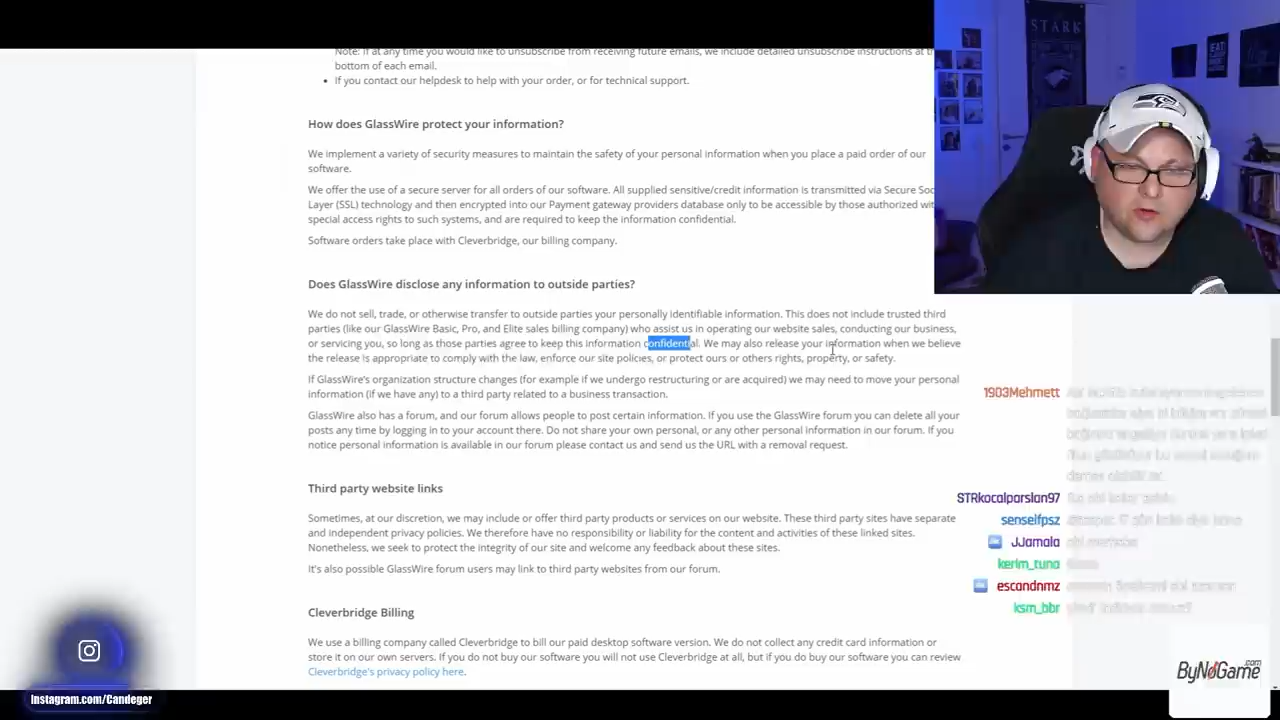 Note: If at any time you would like to unsubscribe from receiving future emails, we include detailed unsubscribe instructions at the
bottom of each email.
• If you contact our helpdesk to help with your order, or for technical support.
How does GlassWire protect your information?
We implement a variety of security measures to maintain the safety of your personal information when you place a paid order of our
software.
We offer the use of a secure server for all orders of our software. All supplied sensitive/credit information is transmitted via Secure
Layer (SSL) technology and then encrypted into our Payment gateway providers database only to be accessible by those authorized
special access rights to such systems, and are required to keep the information confidential.
Software orders take place with Cleverbridge, our billing company.
Does GlassWire disclose any information to outside parties?
We do not sell, trade, or otherwise transfer to outside parties your personally identifiable information. This does not include trusted third
parties (like our GlassWire Basic, Pro, and Elite sales billing company) who assist us in operating our website sales, conducting our business,
or servicing you, so long as those parties agree to keep this information confidential. We may also release your information when we believe
the release is appropriate to comply with the law, enforce our site policies, or protect ours or others rights, property, or safety.
If GlassWire's organization structure changes (for example if we undergo restructuring or are acquired) we may need to move your personal
information (if we have any) to a third party related to a business transaction.
GlassWire also has a forum, and our forum allows people to post certain information. If you use the GlassWire forum you can delete all your
posts any time by logging in to your account there. Do not share your own personal, or any other personal information in our forum. If you
notice personal information is available in our forum please contact us and send us the URL with a removal request.
Third party website links
Sometimes, at our discretion, we may include or offer third party products or services on our website. These third party sites have separate
and independent privacy policies. We therefore have no responsibility or liability for the content and activities of these linked sites.
Nonetheless, we seek to protect the integrity of our site and welcome any feedback about these sites.
It's also possible GlassWire forum users may link to third party websites from our forum.
Cleverbridge Billing
We use a billing company called Cleverbridge to bill our paid desktop software version. We do not collect any credit card information or
store it on our own servers. If you do not buy our software you will not use Cleverbridge at all, but if you do buy our software you can review
Cleverbridge's privacy policy here.
STARK
1903Mehmett
STRkocalparslan97
senselfpsz
JJamala
kerim_tuna
escandnmz
ksm_bbr
Instagram.com/Candeger
ByNoGame.com